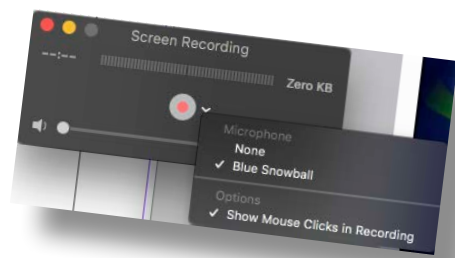 Screen Recording
--:--
Zero KB
Microphone
None
✓ Blue Snowball
Options
✓ Show Mouse Clicks in Recording